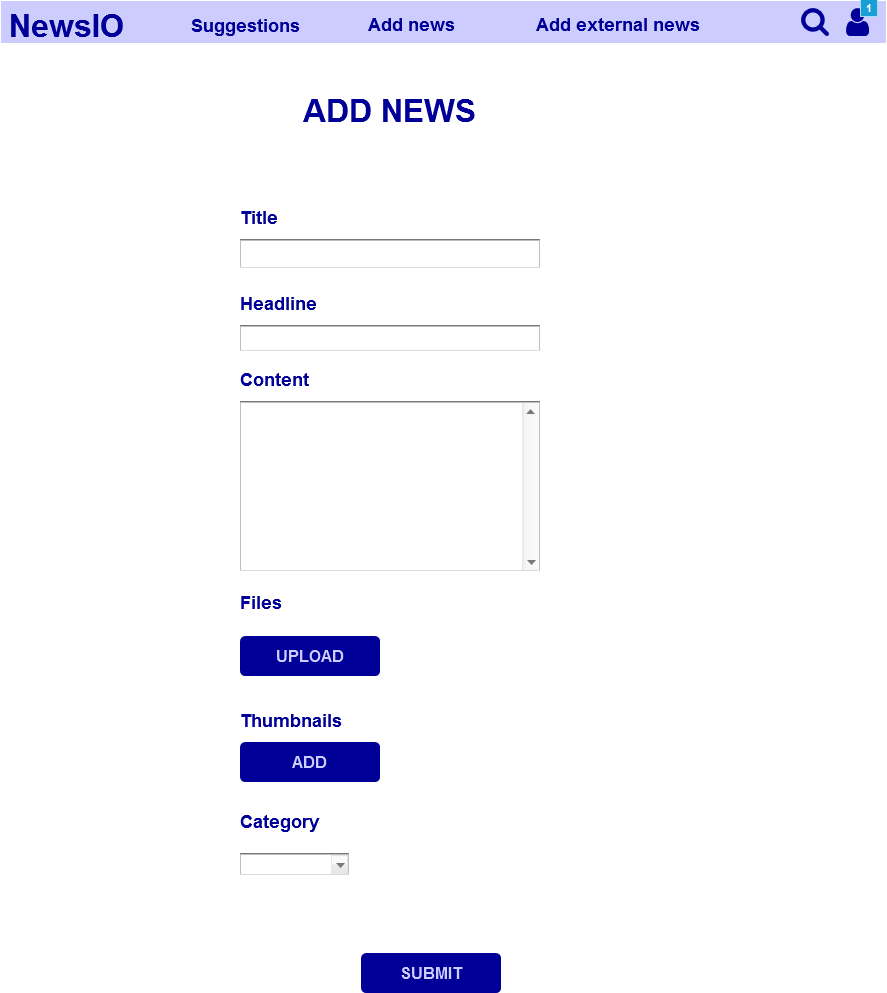 NewsIO Suggestions Add news Add external news 1
ADD NEWS
Title
Headline
Content
Files
UPLOAD
Thumbnails
ADD
Category
SUBMIT